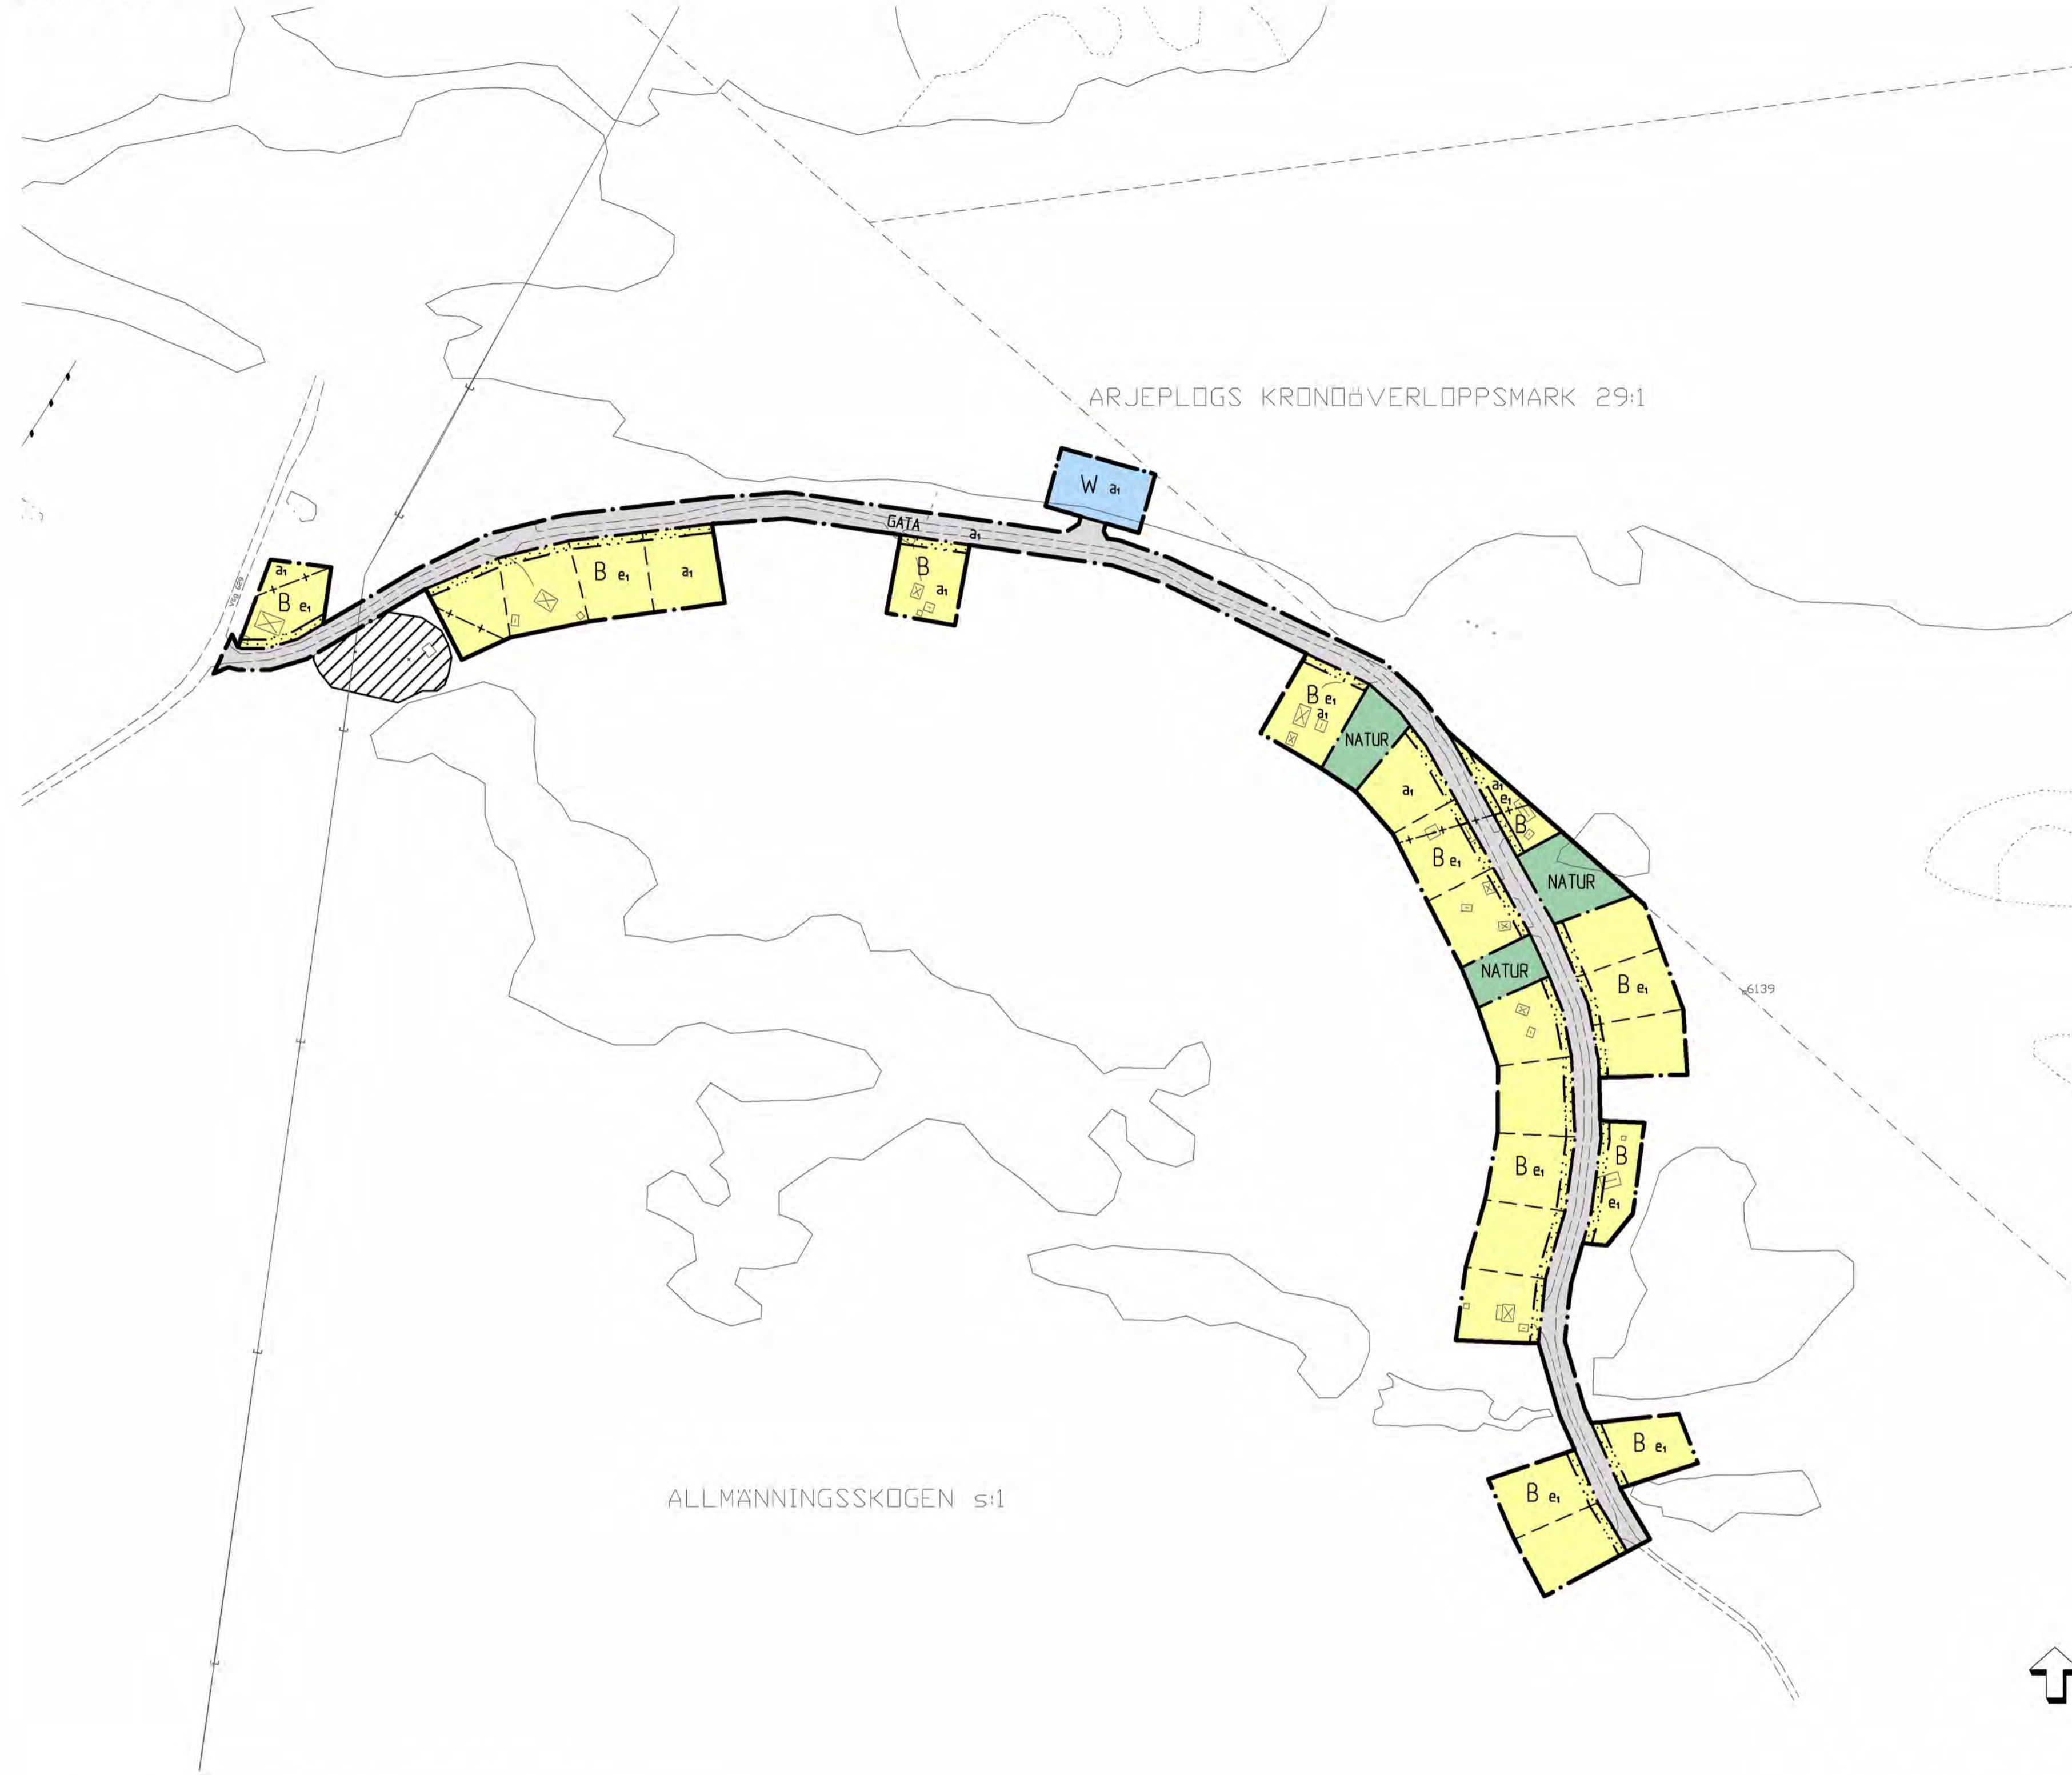 ARJEPLOGS KRONOÖVERLOPPSMARK 29:1
W a₁
GATA
a₁
a₁
B e₁
B e₁
a₁
B
a₁
B e₁
a₁
NATUR
a₁
a₁
e₁
B
B e₁
NATUR
NATUR
B e₁
6139
B
B e₁
e₁
B e₁
B e₁
ALLMÄNNINGSSKOGEN s:1